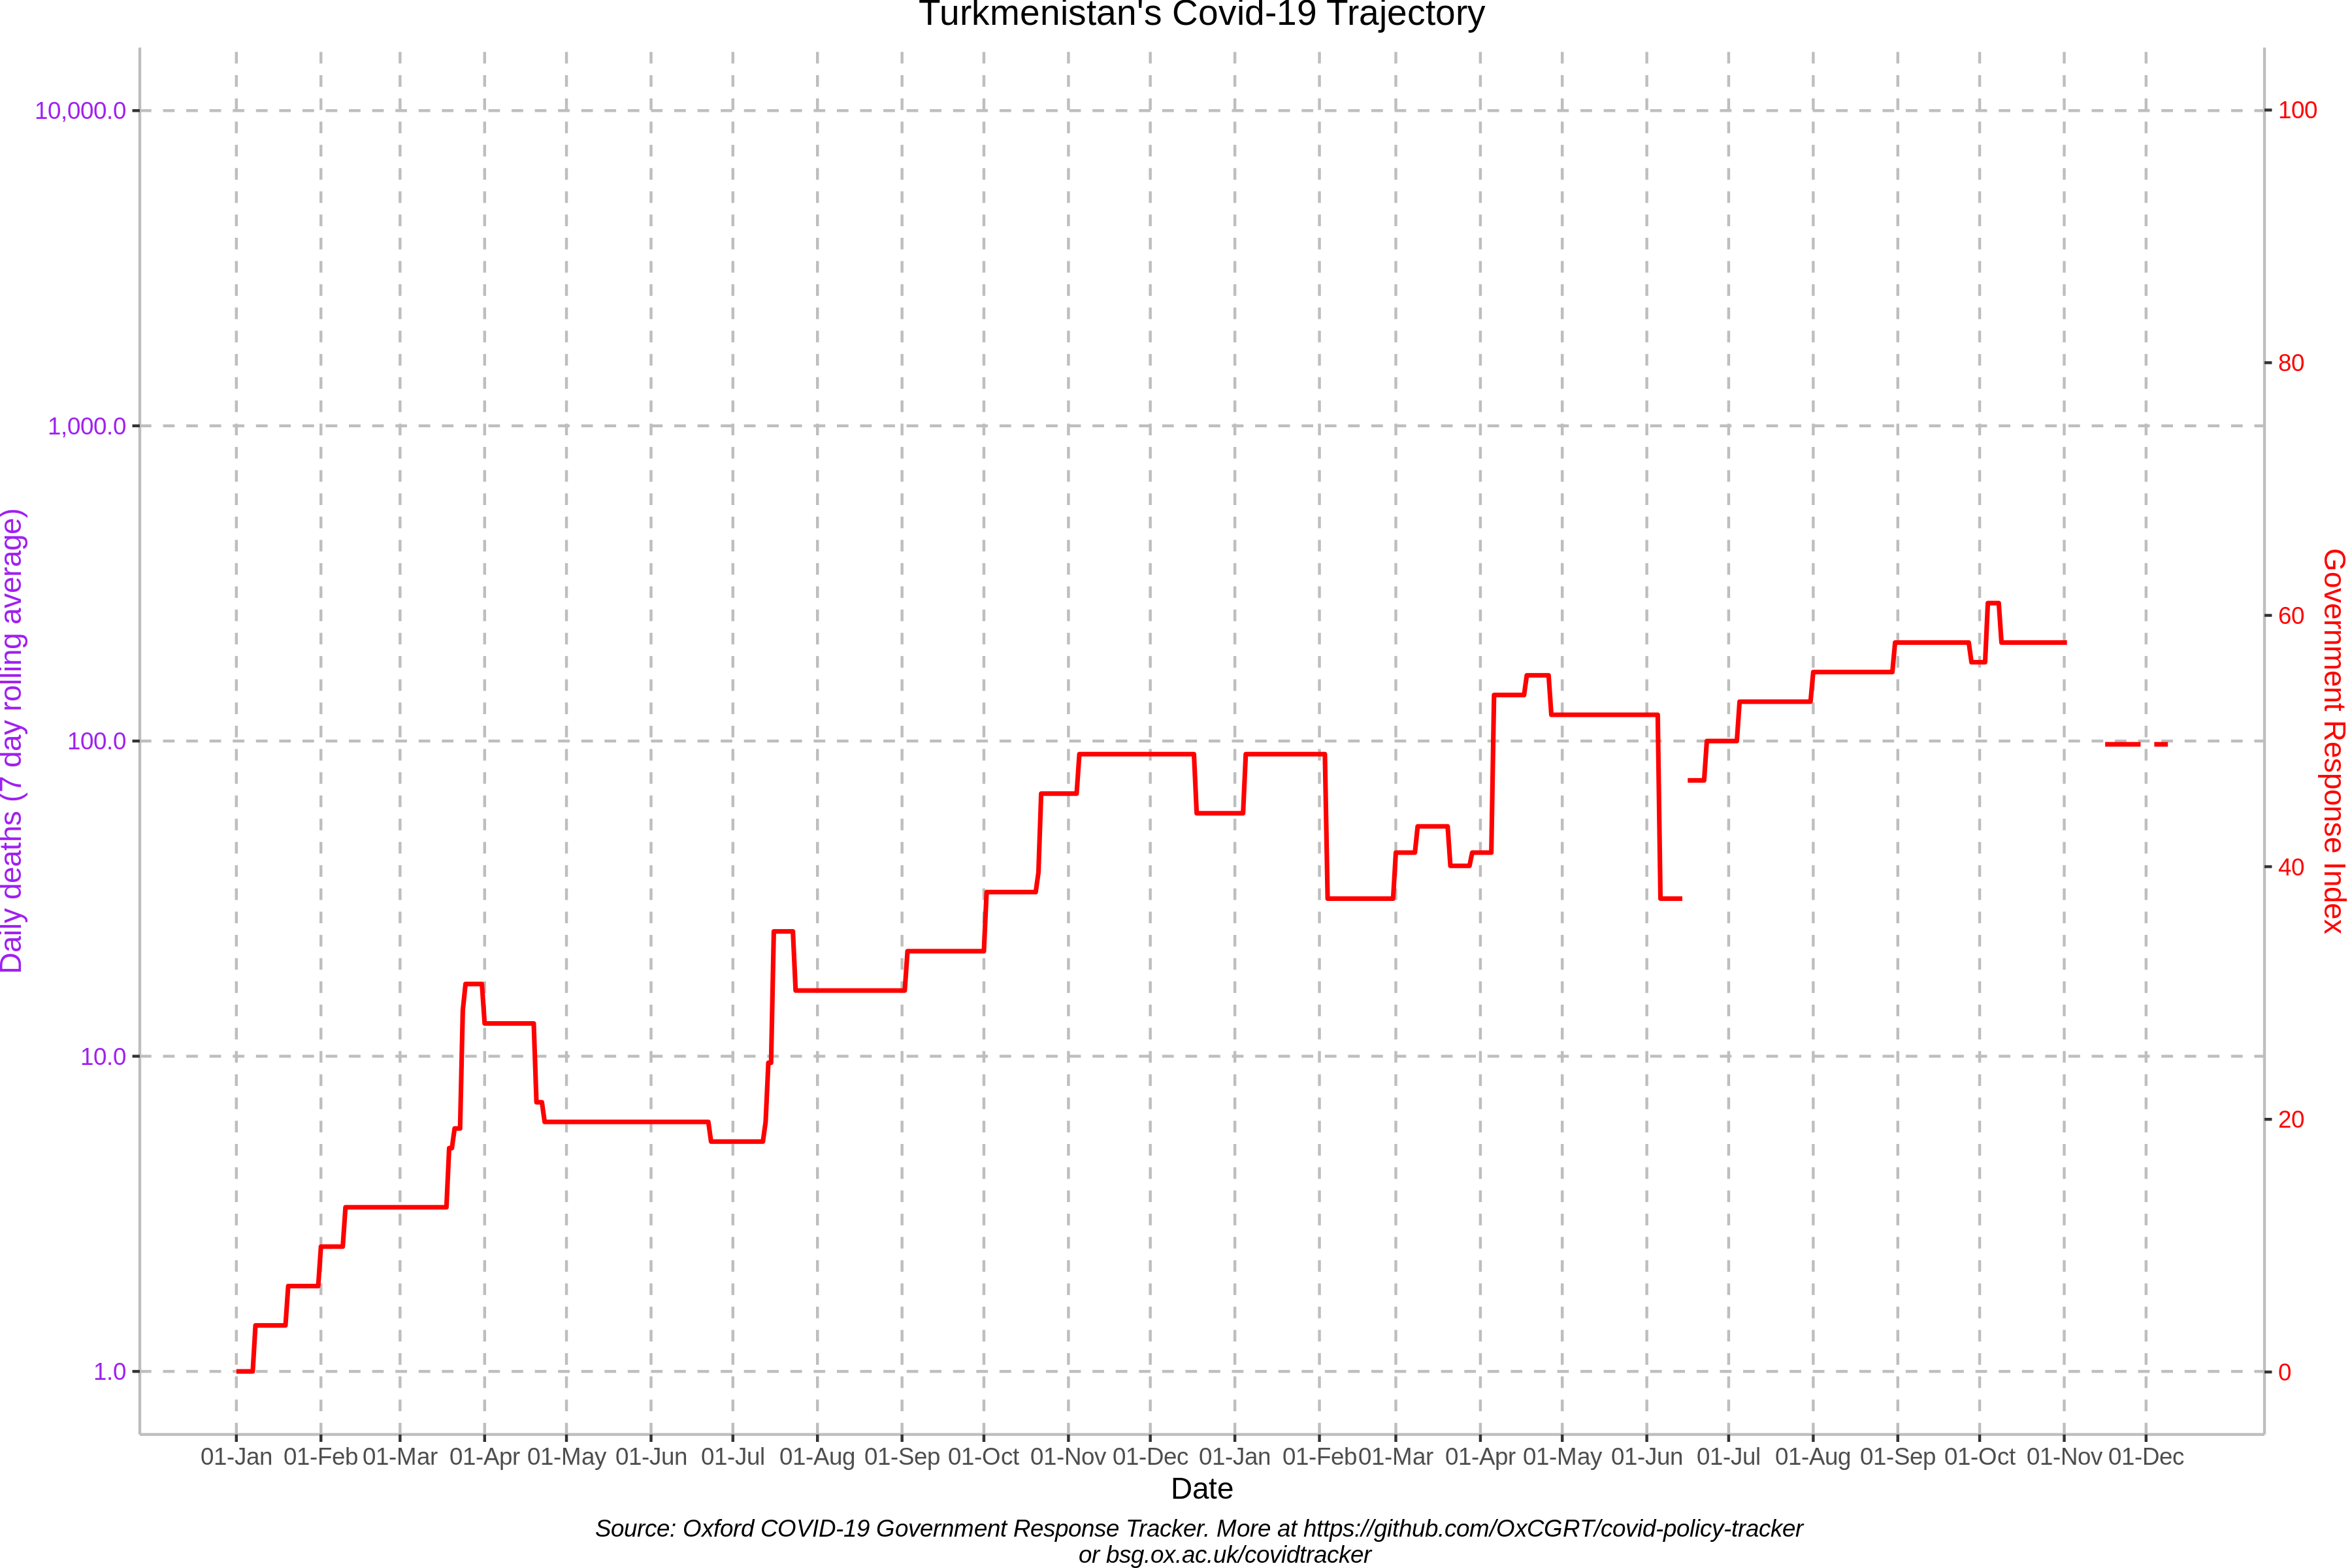 Turkmenistan's Covid-19 Trajectory
Daily deaths (7 day rolling average)
10,000.0
1,000.0
100.0
10.0
1.0
100
80
60
40
20
0
Government Response Index
01-Jan 01-Feb 01-Mar 01-Apr 01-May 01-Jun 01-Jul 01-Aug 01-Sep 01-Oct 01-Nov 01-Dec 01-Jan 01-Feb 01-Mar 01-Apr 01-May 01-Jun 01-Jul 01-Aug 01-Sep 01-Oct 01-Nov 01-Dec
Date
Source: Oxford COVID-19 Government Response Tracker. More at https://github.com/OxCGRT/covid-policy-tracker
or bsg.ox.ac.uk/covidtracker